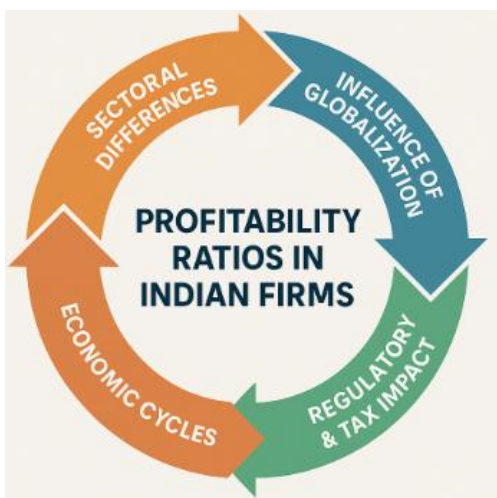 SECTORAL
DIFFERENCES
INFLUENCE OF
GLOBALIZATION
PROFITABILITY
RATIOS IN
INDIAN FIRMS
ECONOMIC CYCLES
REGULATORY
& TAX IMPACT